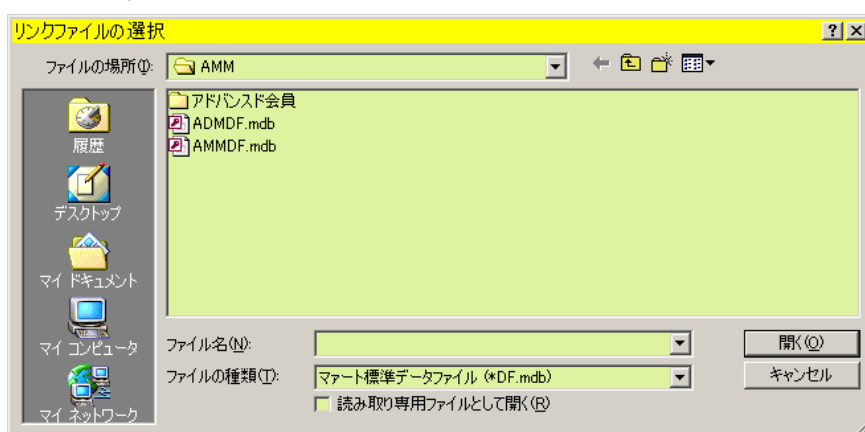 リンクファイルの選択
ファイルの場所(I):
AMM
履歴
デスクトップ
マイ ドキュメント
マイ コンピュータ
マイ ネットワーク
アドバンスド会員
ADMDF.mdb
AMMDF.mdb
ファイル名(N):
開く(O)
ファイルの種類(T):
マァート標準データファイル (*DF.mdb)
キャンセル
読み取り専用ファイルとして開く(R)